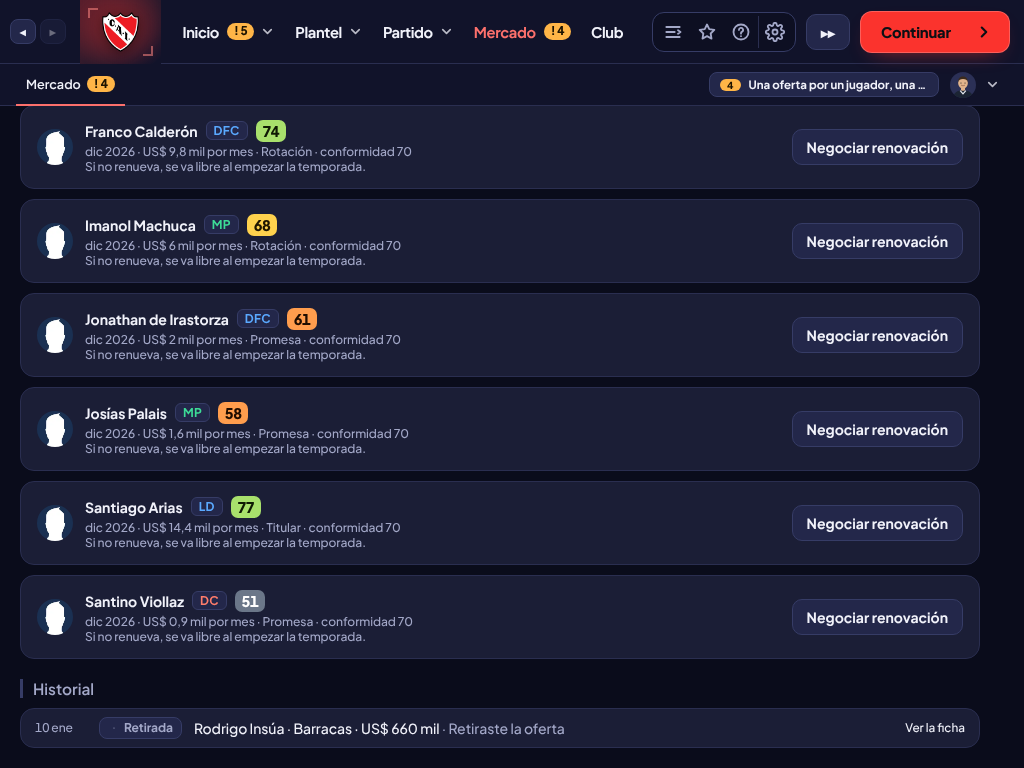 ◂ ▸ C.A.I. Inicio ! 5 Plantel Partido Mercado ! 4 Club ? ▸▸ Continuar
Mercado ! 4 4 Una oferta por un jugador, una …
Franco Calderón DFC 74
dic 2026 · US$ 9,8 mil por mes · Rotación · conformidad 70
Si no renueva, se va libre al empezar la temporada.
Negociar renovación
Imanol Machuca MP 68
dic 2026 · US$ 6 mil por mes · Rotación · conformidad 70
Si no renueva, se va libre al empezar la temporada.
Negociar renovación
Jonathan de Irastorza DFC 61
dic 2026 · US$ 2 mil por mes · Promesa · conformidad 70
Si no renueva, se va libre al empezar la temporada.
Negociar renovación
Josías Palais MP 58
dic 2026 · US$ 1,6 mil por mes · Promesa · conformidad 70
Si no renueva, se va libre al empezar la temporada.
Negociar renovación
Santiago Arias LD 77
dic 2026 · US$ 14,4 mil por mes · Titular · conformidad 70
Si no renueva, se va libre al empezar la temporada.
Negociar renovación
Santino Viollaz DC 51
dic 2026 · US$ 0,9 mil por mes · Promesa · conformidad 70
Si no renueva, se va libre al empezar la temporada.
Negociar renovación
Historial
10 ene · Retirada Rodrigo Insúa · Barracas · US$ 660 mil · Retiraste la oferta Ver la ficha